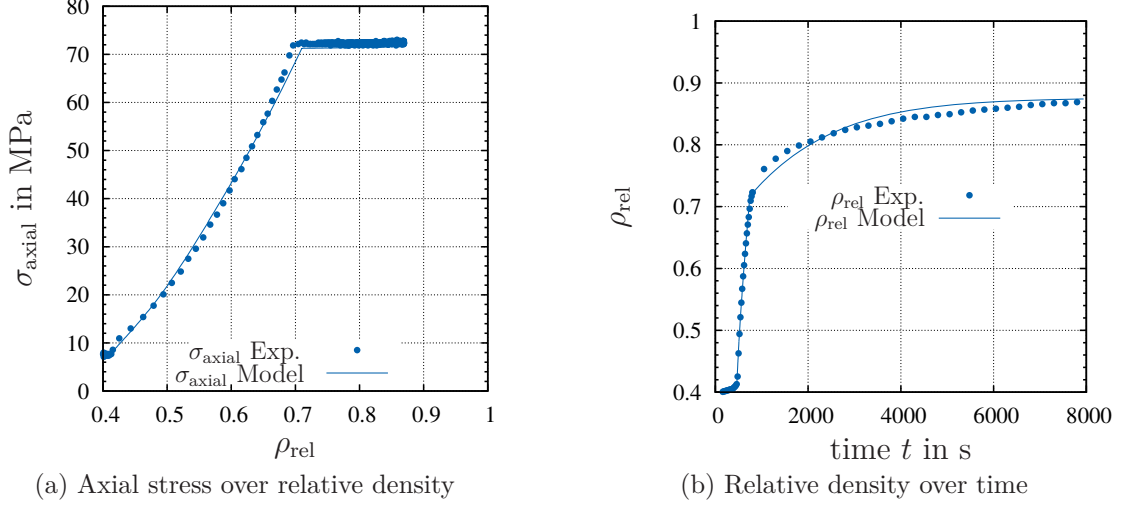 80
70
60
50
40
30
20
10
0
σaxial in MPa
σaxial Exp.
σaxial Model
0.4 0.5 0.6 0.7 0.8 0.9 1
ρrel
(a) Axial stress over relative density
1
0.9
0.8
0.7
0.6
0.5
0.4
ρrel
ρrel Exp.
ρrel Model
0 2000 4000 6000 8000
time t in s
(b) Relative density over time